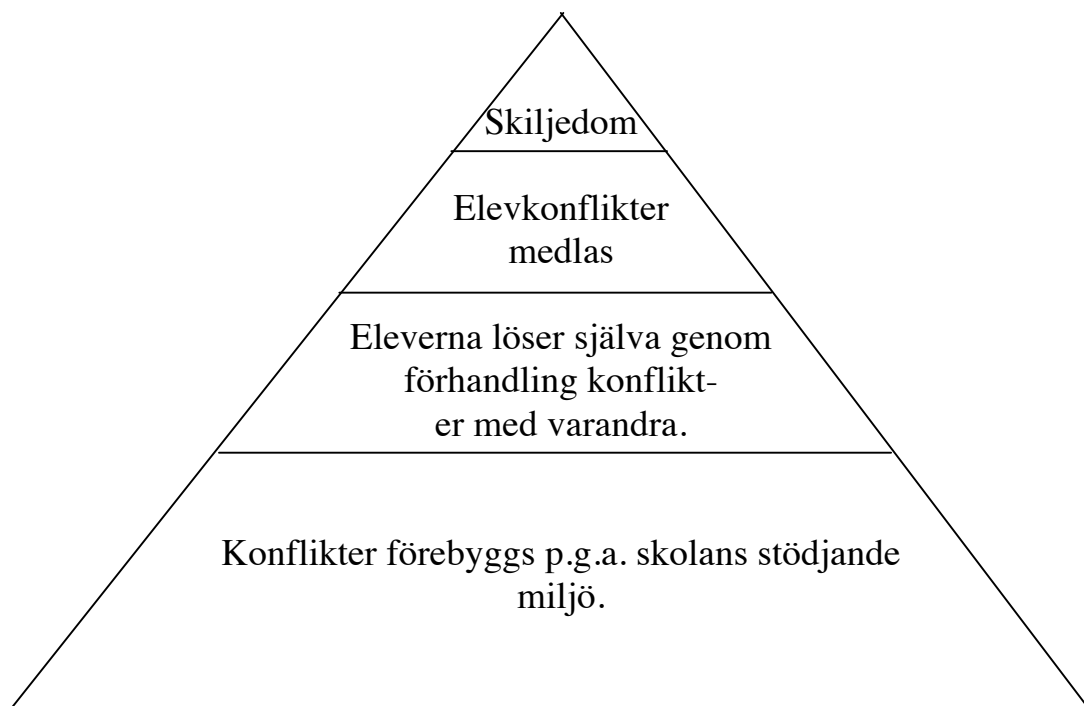 Skiljedom
Elevkonflikter
medlas
Eleverna löser själva genom
förhandling konflikt-
er med varandra.
Konflikter förebyggs p.g.a. skolans stödjande
miljö.